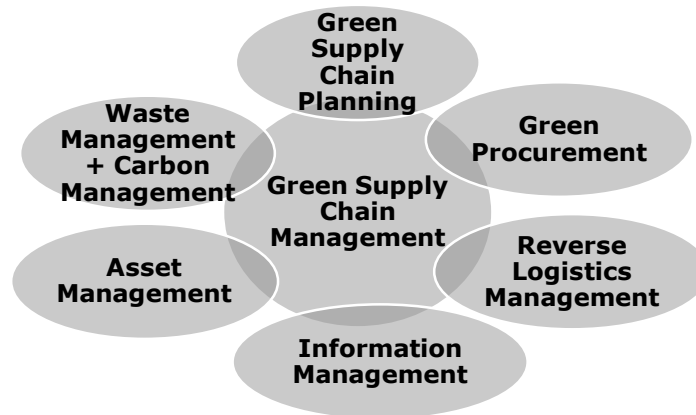 Green
Supply
Chain
Planning
Waste
Management
+ Carbon
Management
Green
Procurement
Green Supply
Chain
Management
Asset
Management
Reverse
Logistics
Management
Information
Management